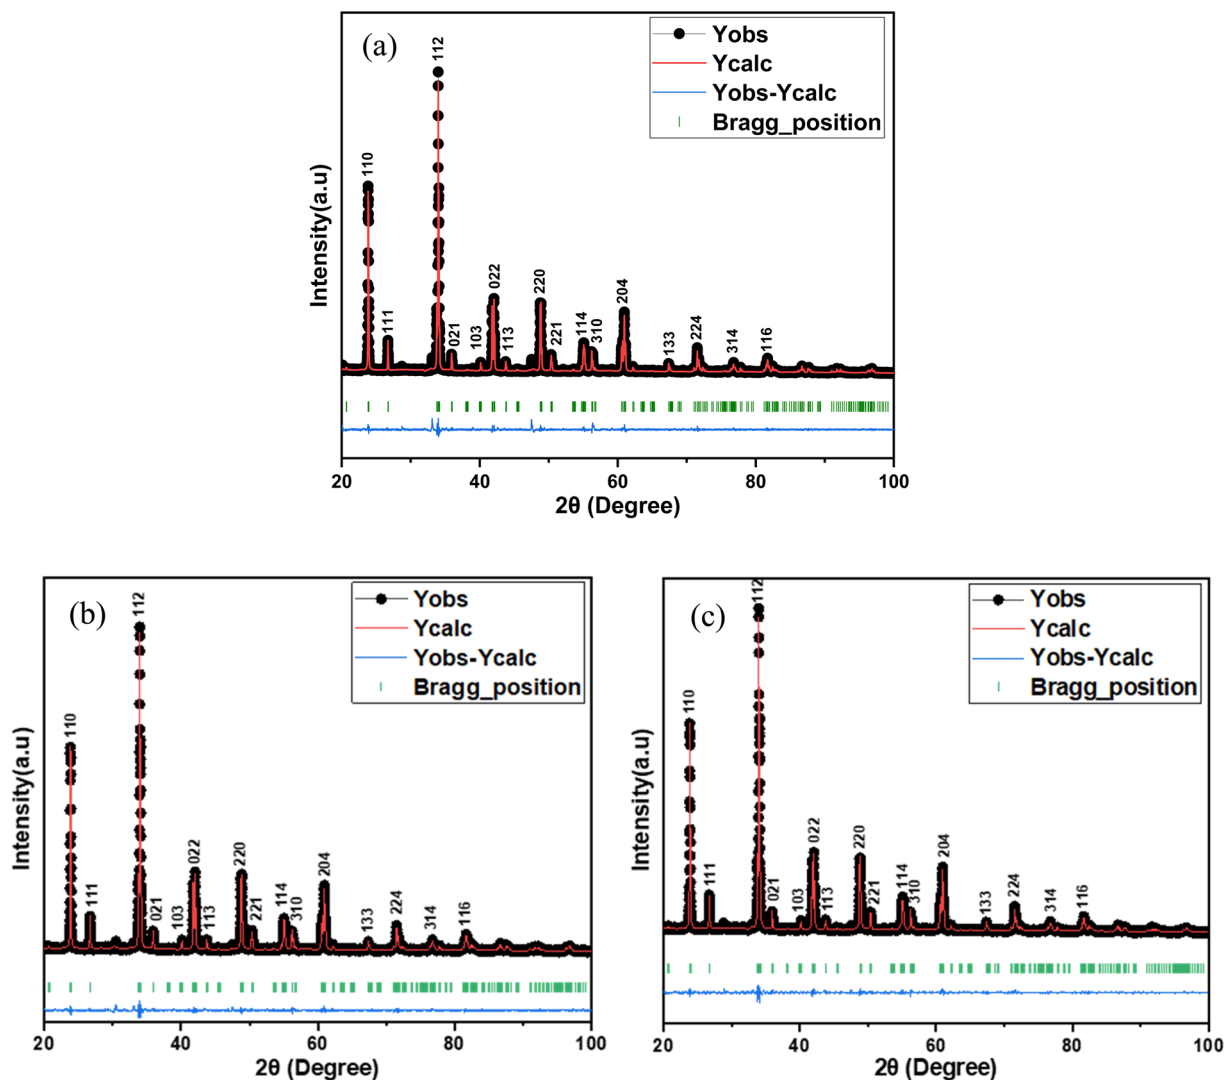 (a)
Yobs
Ycalc
Yobs-Ycalc
Bragg_position
Intensity(a.u)
110
111
112
021
103
022
113
220
221
114
310
204
133
224
314
116
20 40 60 80 100
2θ (Degree)
(b)
Yobs
Ycalc
Yobs-Ycalc
Bragg_position
Intensity(a.u)
110
111
112
021
103
022
113
220
221
114
310
204
133
224
314
116
20 40 60 80 100
2θ (Degree)
(c)
Yobs
Ycalc
Yobs-Ycalc
Bragg_position
Intensity(a.u)
110
111
112
021
103
022
113
220
221
114
310
204
133
224
314
116
20 40 60 80 100
2θ (Degree)